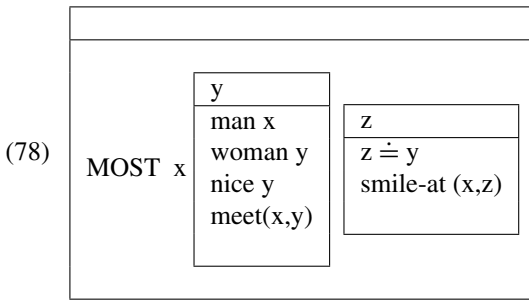 (78)
MOST x
y
man x
woman y
nice y
meet(x,y)
z
z ≐ y
smile-at (x,z)